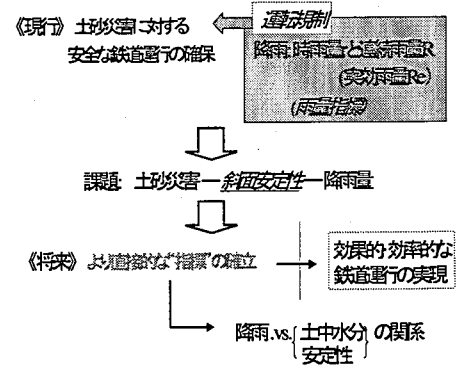 《現行》土砂災害に対する
安全な鉄道運行の確保
運転規制
降雨:時雨量rと連続雨量R
(実効雨量Re)
(雨量指標)
課題: 土砂災害―斜面安定性―降雨量
《将来》より直接的な"指標"の確立
効果的・効率的な
鉄道運行の実現
降雨.vs.{土中水分}の関係
安定性